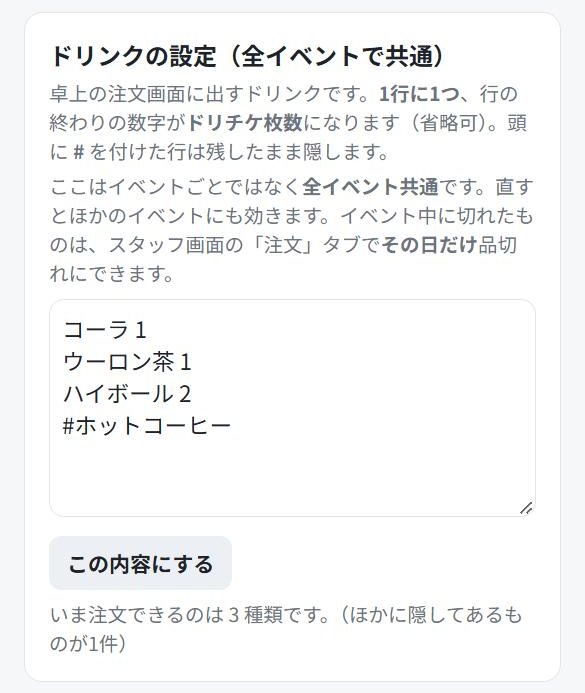 ドリンクの設定（全イベントで共通）
卓上の注文画面に出すドリンクです。1行に1つ、行の
終わりの数字がドリチケ枚数になります（省略可）。頭
に # を付けた行は残したまま隠します。
ここはイベントごとではなく全イベント共通です。直す
とほかのイベントにも効きます。イベント中に切れたも
のは、スタッフ画面の「注文」タブでその日だけ品切
れにできます。
コーラ 1
ウーロン茶 1
ハイボール 2
#ホットコーヒー
この内容にする
いま注文できるのは 3 種類です。（ほかに隠してあるも
のが1件）